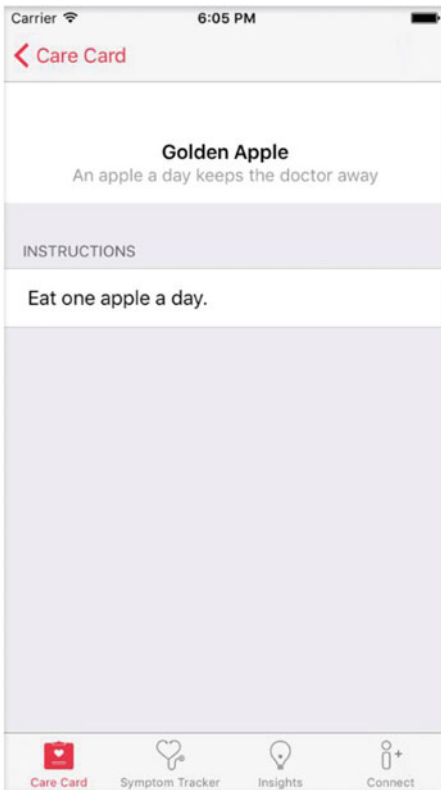 Carrier 6:05 PM
Care Card
Golden Apple
An apple a day keeps the doctor away
INSTRUCTIONS
Eat one apple a day.
Care Card Symptom Tracker Insights Connect